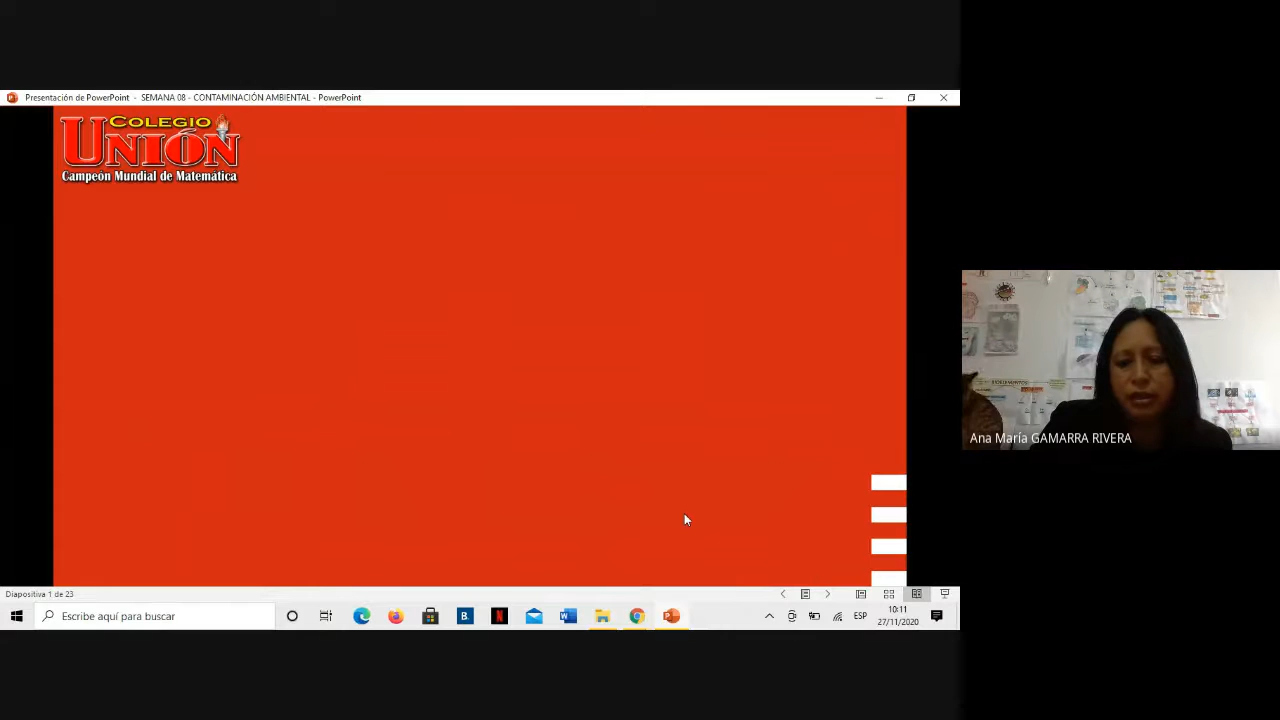 Presentación de PowerPoint - SEMANA 08 - CONTAMINACIÓN AMBIENTAL - PowerPoint
COLEGIO
UNIÓN
Campeón Mundial de Matemática
Ana María GAMARRA RIVERA
Diapositiva 1 de 23
Escribe aquí para buscar
B.
N
ESP
10:11
27/11/2020